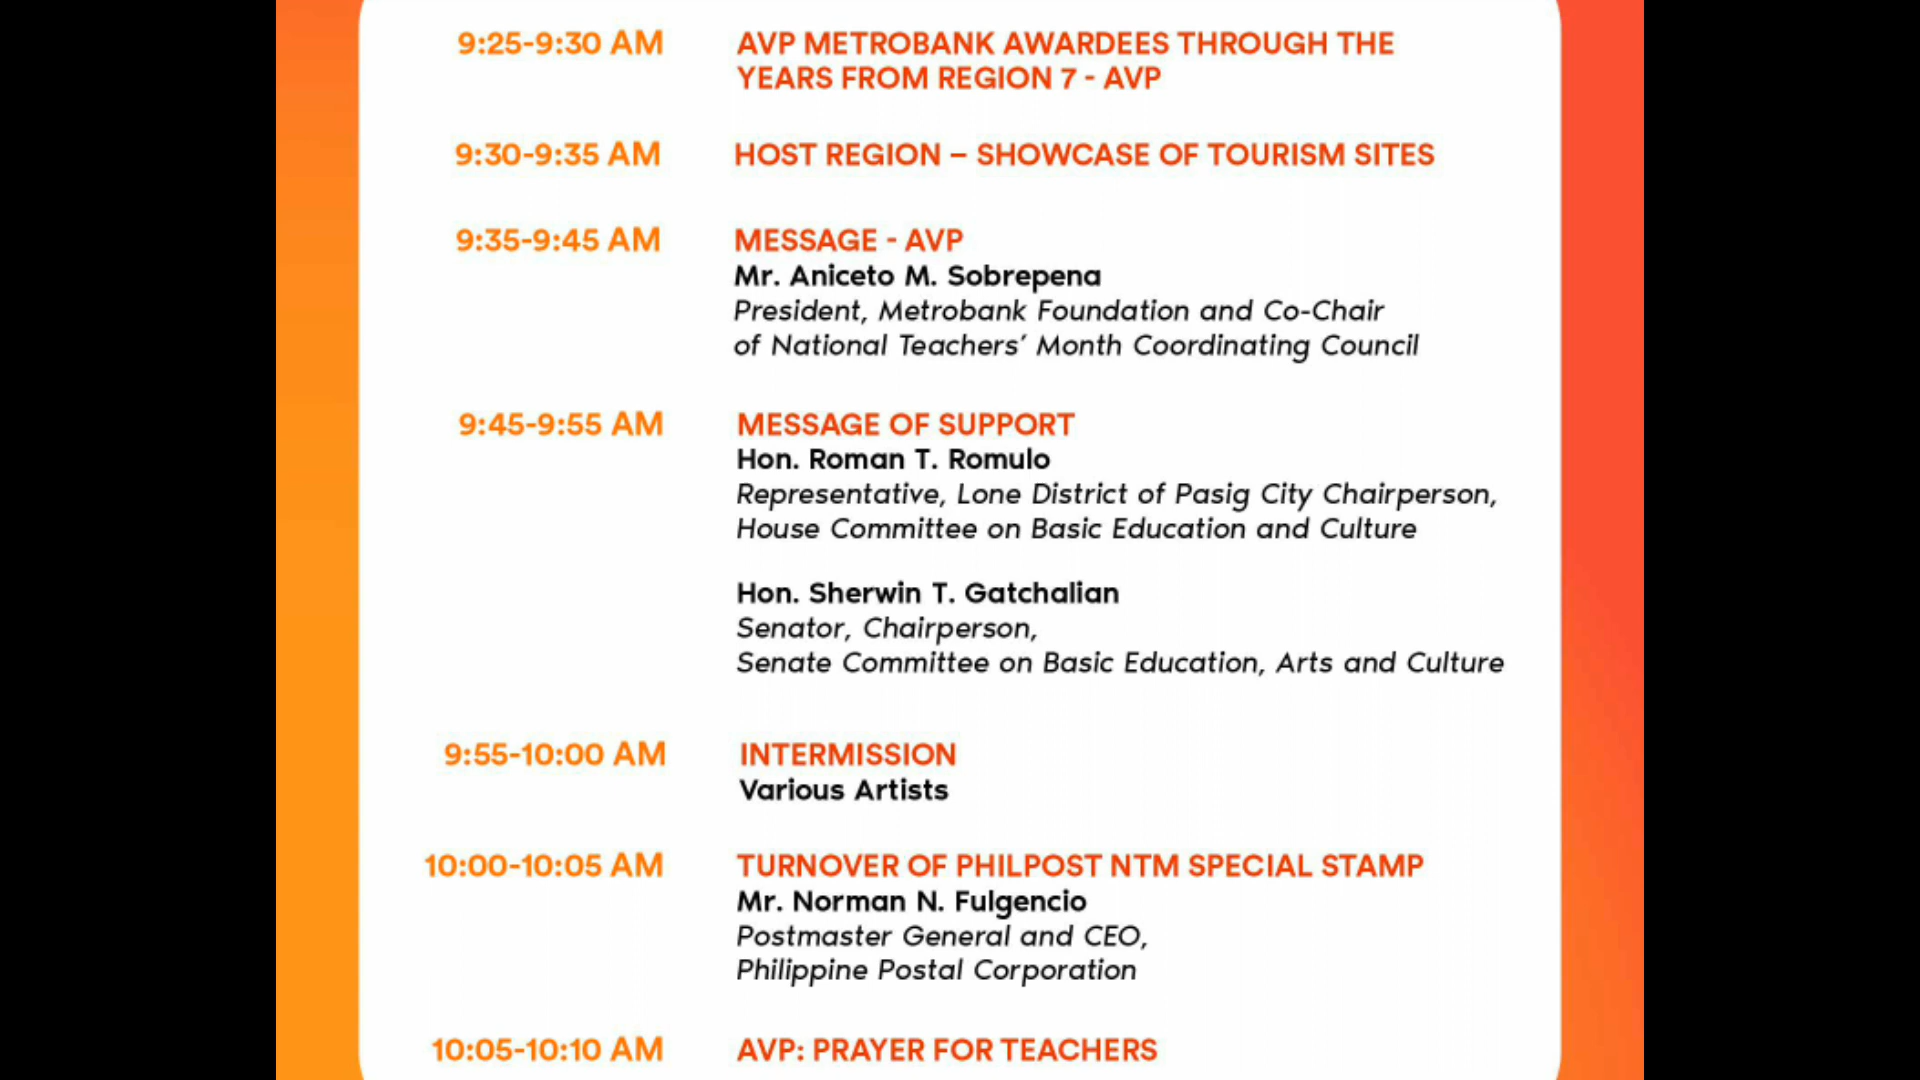 9:25-9:30 AM AVP METROBANK AWARDEES THROUGH THE
YEARS FROM REGION 7 - AVP
9:30-9:35 AM HOST REGION – SHOWCASE OF TOURISM SITES
9:35-9:45 AM MESSAGE - AVP
Mr. Aniceto M. Sobrepena
President, Metrobank Foundation and Co-Chair
of National Teachers' Month Coordinating Council
9:45-9:55 AM MESSAGE OF SUPPORT
Hon. Roman T. Romulo
Representative, Lone District of Pasig City Chairperson,
House Committee on Basic Education and Culture
Hon. Sherwin T. Gatchalian
Senator, Chairperson,
Senate Committee on Basic Education, Arts and Culture
9:55-10:00 AM INTERMISSION
Various Artists
10:00-10:05 AM TURNOVER OF PHILPOST NTM SPECIAL STAMP
Mr. Norman N. Fulgencio
Postmaster General and CEO,
Philippine Postal Corporation
10:05-10:10 AM AVP: PRAYER FOR TEACHERS